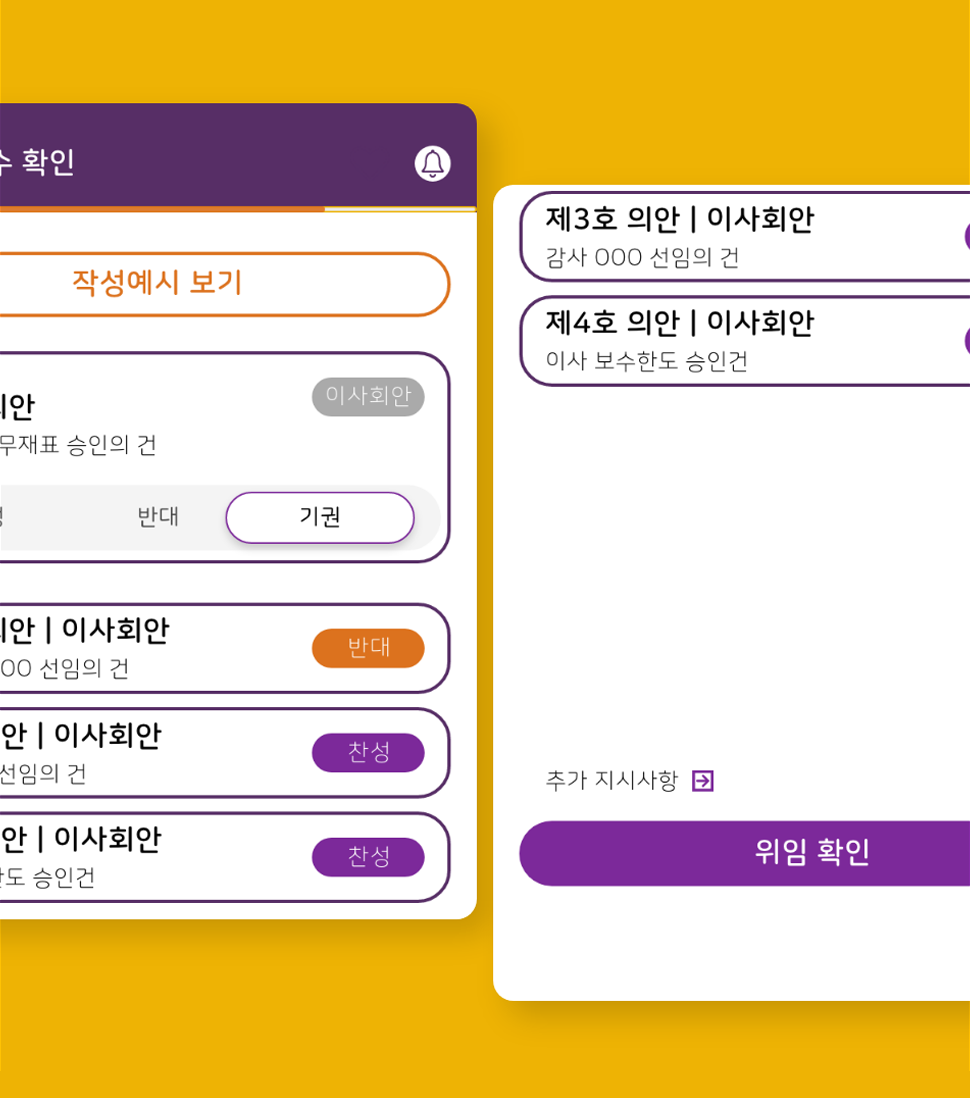 확인
작성예시 보기
이사회안
의안
무재표 승인의 건
반대
기권
의안 | 이사회안
반대
OOO 선임의 건
안 | 이사회안
찬성
선임의 건
안 | 이사회안
찬성
한도 승인건
제3호 의안 | 이사회안
감사 OOO 선임의 건
제4호 의안 | 이사회안
이사 보수한도 승인건
추가 지시사항
위임 확인